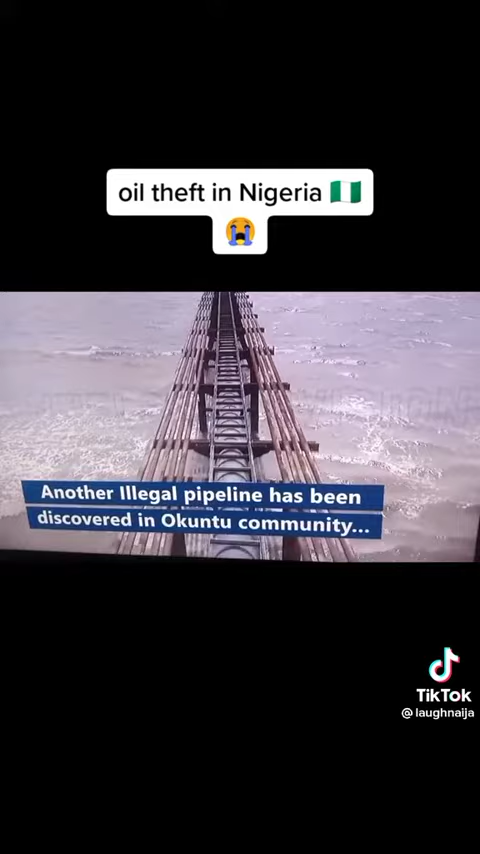 oil theft in Nigeria 🇳🇬
😭
Another Illegal pipeline has been
discovered in Okuntu community...
TikTok
@laughnaija